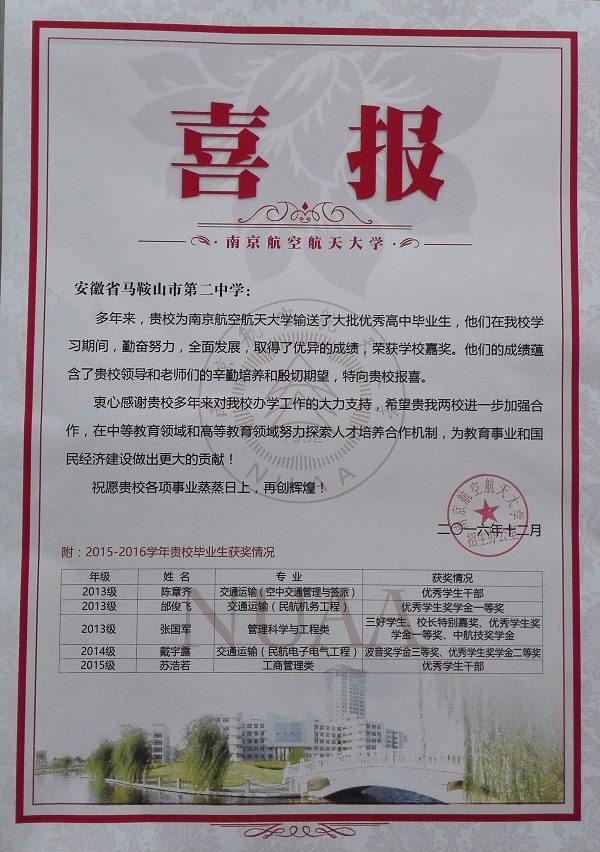 喜报
南京航空航天大学
安徽省马鞍山市第二中学：
多年来，贵校为南京航空航天大学输送了大批优秀高中毕业生，他们在我校学
习期间，勤奋努力，全面发展，取得了优异的成绩，荣获学校嘉奖。他们的成绩蕴
含了贵校领导和老师们的辛勤培养和殷切期望，特向贵校报喜。
衷心感谢贵校多年来对我校办学工作的大力支持，希望贵我两校进一步加强合
作，在中等教育领域和高等教育领域努力探索人才培养合作机制，为教育事业和国
民经济建设做出更大的贡献！
祝愿贵校各项事业蒸蒸日上，再创辉煌！
南京航空航天大学
招生办公室
二〇一六年十二月
附：2015-2016学年贵校毕业生获奖情况
年级 姓名 专业 获奖情况
2013级 陈章齐 交通运输（空中交通管理与签派） 优秀学生干部
2013级 邰俊飞 交通运输（民航机务工程） 优秀学生奖学金一等奖
2013级 张国军 管理科学与工程类 三好学生、校长特别嘉奖、优秀学生奖
学金一等奖、中航技奖学金
2014级 戴宇露 交通运输（民航电子电气工程） 波音奖学金三等奖、优秀学生奖学金二等奖
2015级 苏浩若 工商管理类 优秀学生干部
NUAA